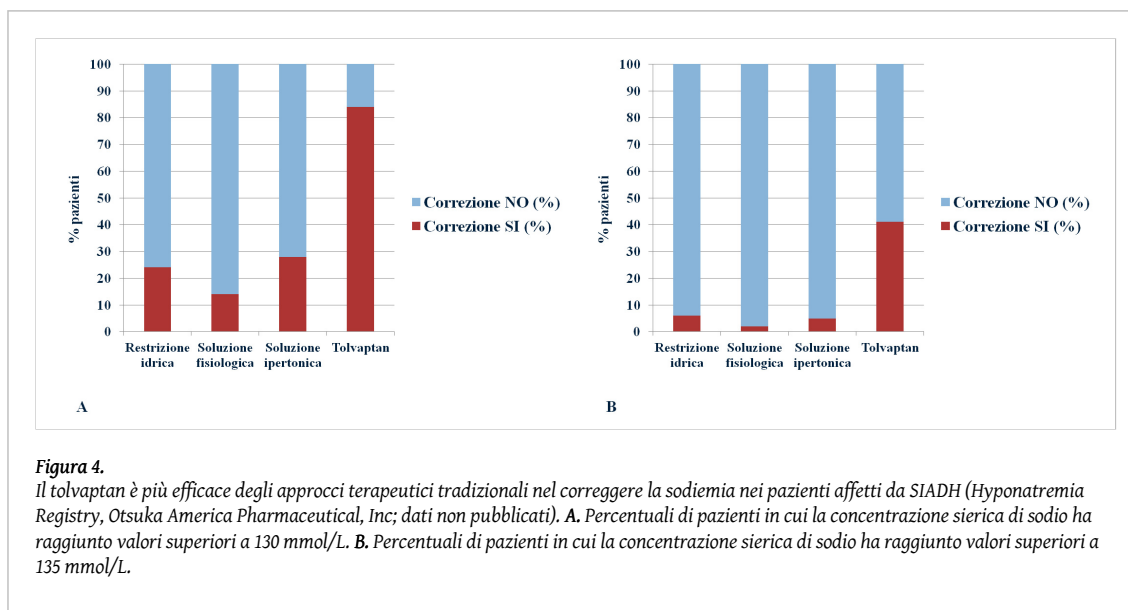 100
90
80
70
60
50
40
30
20
10
0
% pazienti
Restrizione idrica
Soluzione fisiologica
Soluzione ipertonica
Tolvaptan
Correzione NO (%)
Correzione SI (%)
A
100
90
80
70
60
50
40
30
20
10
0
% pazienti
Restrizione idrica
Soluzione fisiologica
Soluzione ipertonica
Tolvaptan
Correzione NO (%)
Correzione SI (%)
B
Figura 4.
Il tolvaptan è più efficace degli approcci terapeutici tradizionali nel correggere la sodiemia nei pazienti affetti da SIADH (Hyponatremia
Registry, Otsuka America Pharmaceutical, Inc; dati non pubblicati). A. Percentuali di pazienti in cui la concentrazione sierica di sodio ha
raggiunto valori superiori a 130 mmol/L. B. Percentuali di pazienti in cui la concentrazione sierica di sodio ha raggiunto valori superiori a
135 mmol/L.